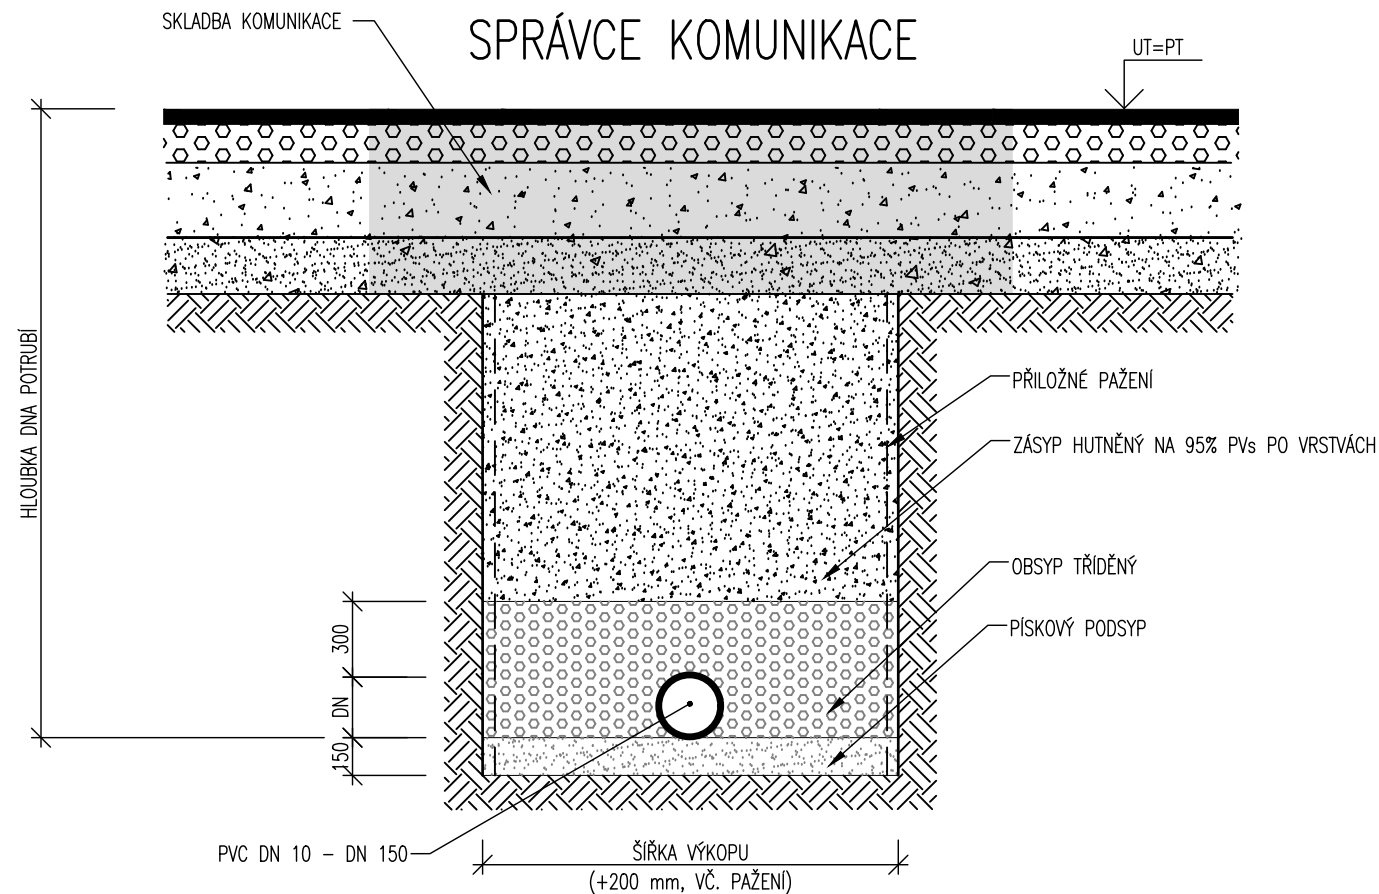 SKLADBA KOMUNIKACE
SPRÁVCE KOMUNIKACE
UT=PT
HLOUBKA DNA POTRUBÍ
PŘILOŽNÉ PAŽENÍ
ZÁSYP HUTNĚNÝ NA 95% PVs PO VRSTVÁCH
OBSYP TŘÍDĚNÝ
PÍSKOVÝ PODSYP
300
DN
150
PVC DN 10 – DN 150
ŠÍŘKA VÝKOPU
(+200 mm, VČ. PAŽENÍ)